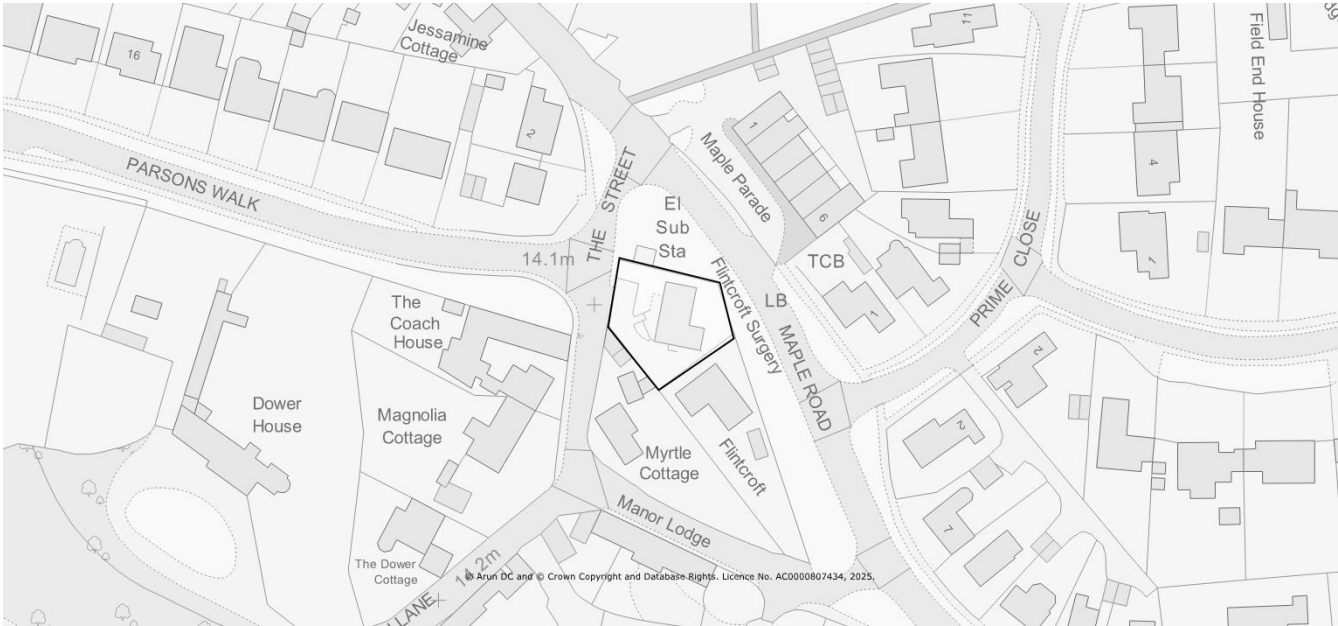 Jessamine
Cottage
16
2
11
Field End House
1
6
4
1
PARSONS WALK
THE STREET
Maple Parade
El
Sub
Sta
14.1m
TCB
LB
1
PRIME CLOSE
Flintcroft Surgery
MAPLE ROAD
The
Coach
House
2
Dower
House
Magnolia
Cottage
Myrtle
Cottage
Flintcroft
2
7
Manor Lodge
The Dower
Cottage
14.2m
LANE
© Arun DC and © Crown Copyright and Database Rights. Licence No. AC0000807434, 2025.